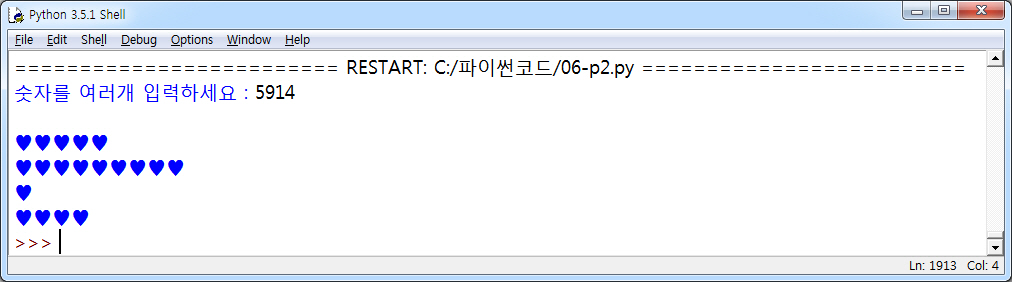 Python 3.5.1 Shell
File Edit Shell Debug Options Window Help
========================= RESTART: C:/파이썬코드/06-p2.py =========================
숫자를 여러개 입력하세요 : 5914
♥♥♥♥♥
♥♥♥♥♥♥♥♥♥
♥
♥♥♥♥
>>>
Ln: 1913 Col: 4